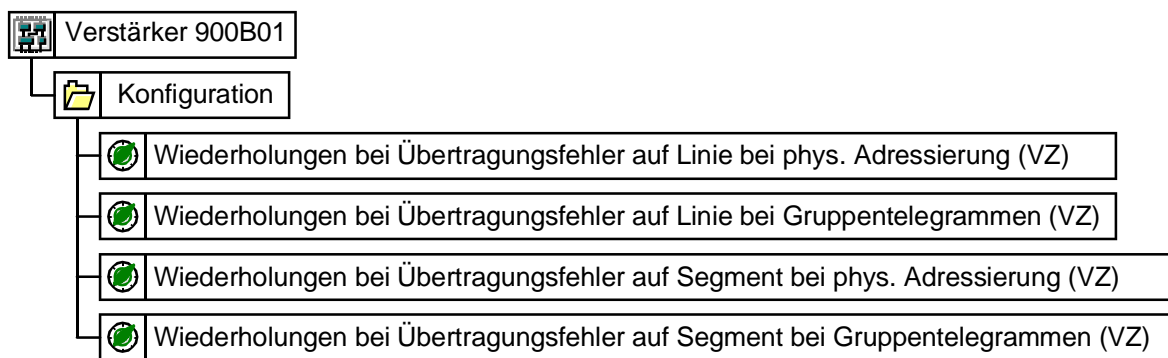 Verstärker 900B01
Konfiguration
Wiederholungen bei Übertragungsfehler auf Linie bei phys. Adressierung (VZ)
Wiederholungen bei Übertragungsfehler auf Linie bei Gruppentelegrammen (VZ)
Wiederholungen bei Übertragungsfehler auf Segment bei phys. Adressierung (VZ)
Wiederholungen bei Übertragungsfehler auf Segment bei Gruppentelegrammen (VZ)